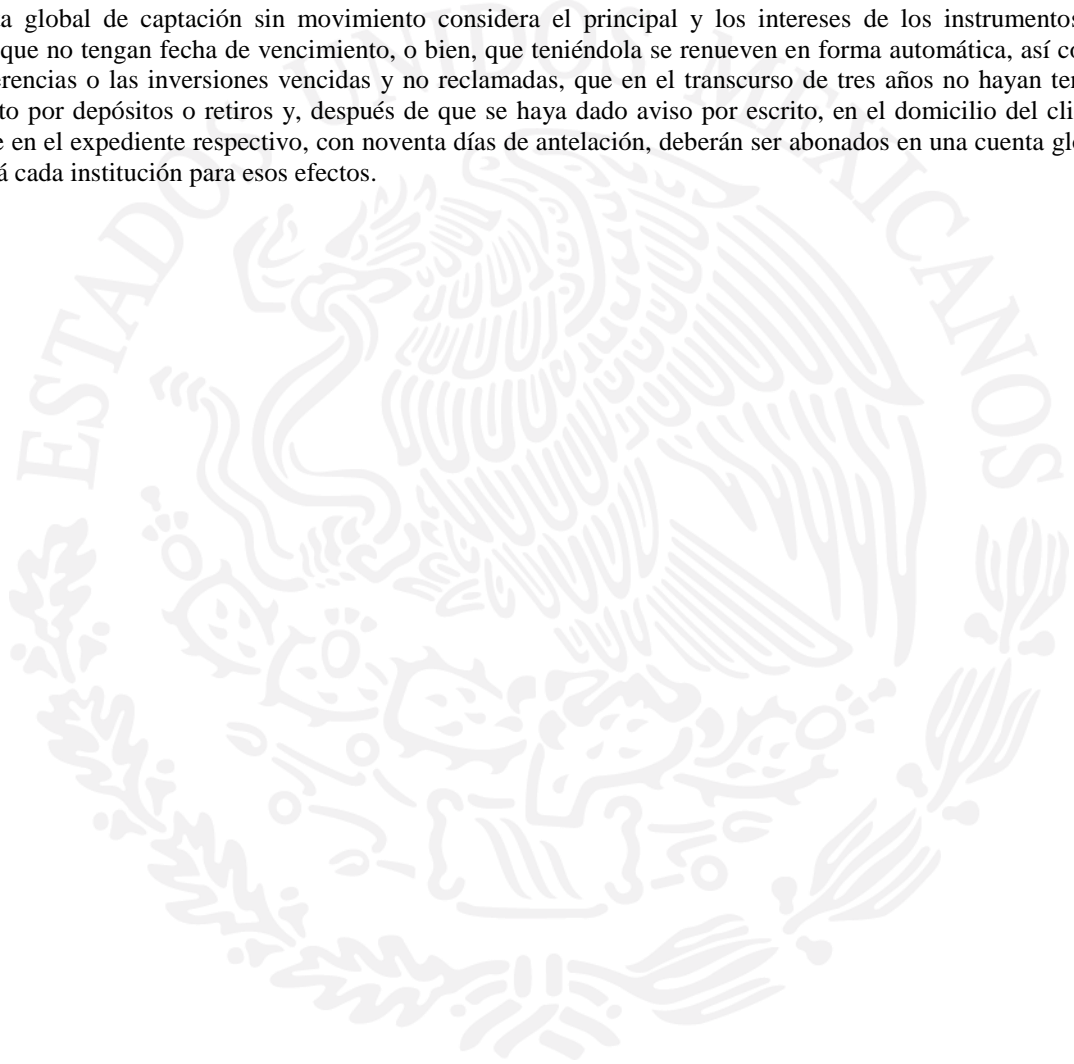 a global de captación sin movimiento considera el principal y los intereses de los instrumentos
que no tengan fecha de vencimiento, o bien, que teniéndola se renueven en forma automática, así
erencias o las inversiones vencidas y no reclamadas, que en el transcurso de tres años no hayan
to por depósitos o retiros y, después de que se haya dado aviso por escrito, en el domicilio del
e en el expediente respectivo, con noventa días de antelación, deberán ser abonados en una cuenta
á cada institución para esos efectos.
ESTADOS UNIDOS MEXICANOS